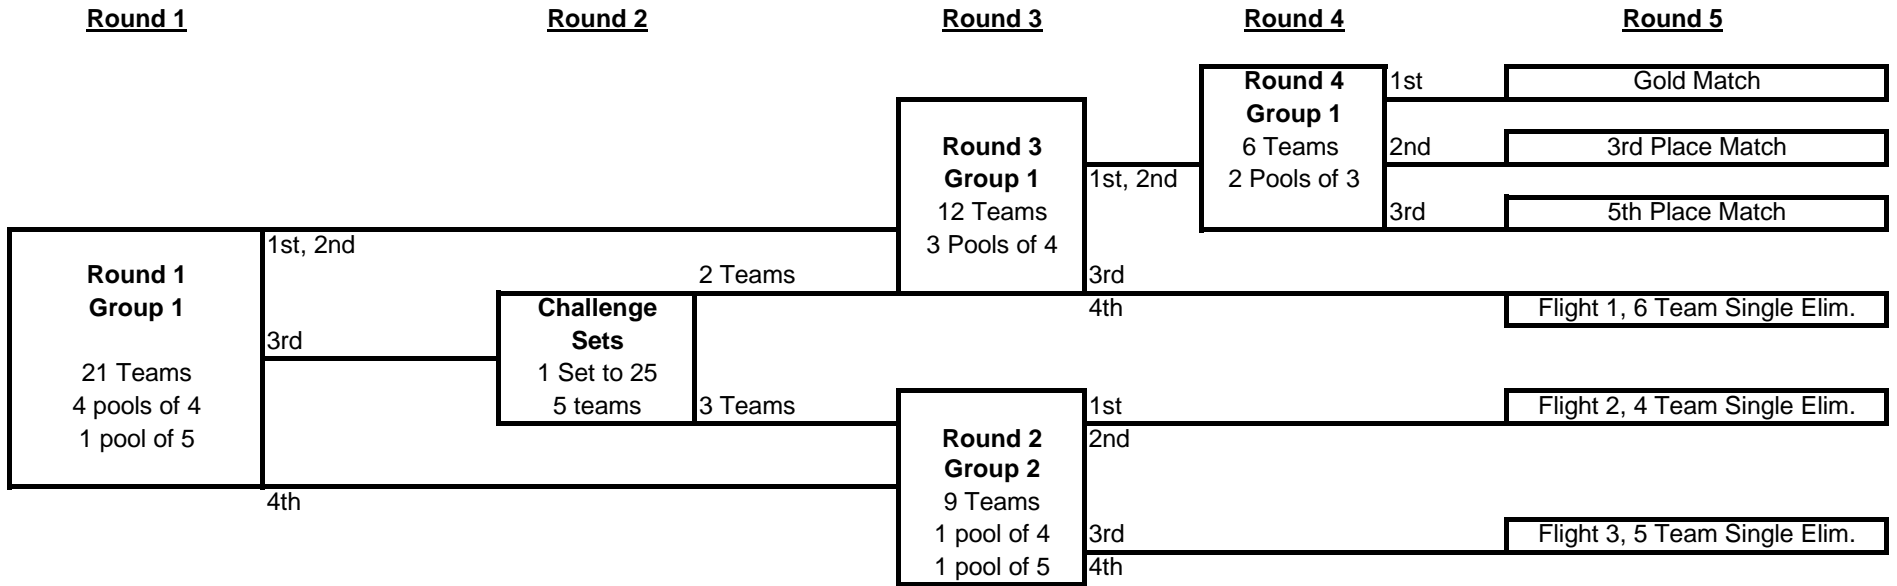 Round 1
Round 2
Round 3
Round 4
Round 5
Round 1
Group 1
21 Teams
4 pools of 4
1 pool of 5
1st, 2nd
3rd
4th
Challenge
Sets
1 Set to 25
5 teams
2 Teams
3 Teams
Round 3
Group 1
12 Teams
3 Pools of 4
1st, 2nd
3rd
4th
Round 2
Group 2
9 Teams
1 pool of 4
1 pool of 5
1st
2nd
3rd
4th
Round 4
Group 1
6 Teams
2 Pools of 3
1st
2nd
3rd
Gold Match
3rd Place Match
5th Place Match
Flight 1, 6 Team Single Elim.
Flight 2, 4 Team Single Elim.
Flight 3, 5 Team Single Elim.